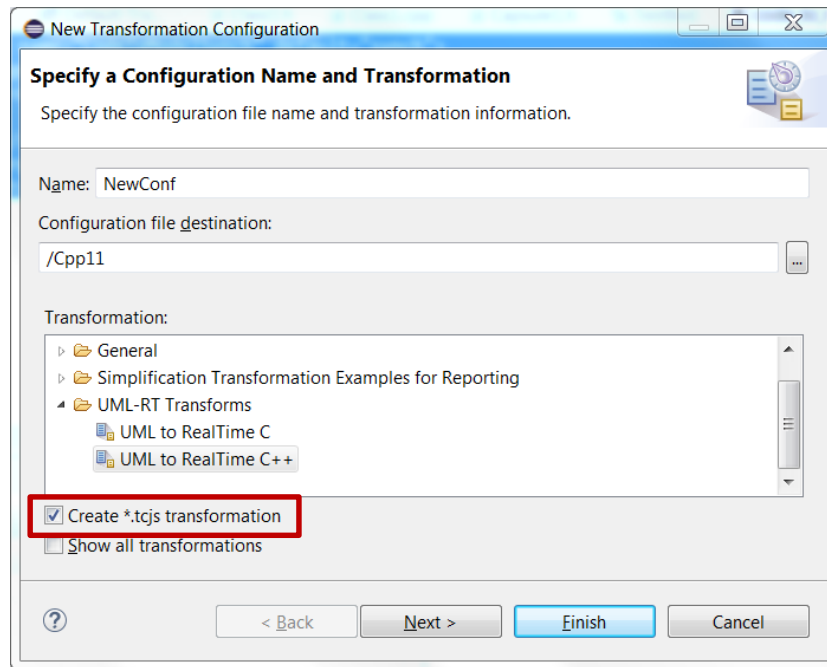 New Transformation Configuration
Specify a Configuration Name and Transformation
Specify the configuration file name and transformation information.
Name: NewConf
Configuration file destination:
/Cpp11
...
Transformation:
General
Simplification Transformation Examples for Reporting
UML-RT Transforms
UML to RealTime C
UML to RealTime C++
Create *.tcjs transformation
Show all transformations
? < Back Next > Finish Cancel